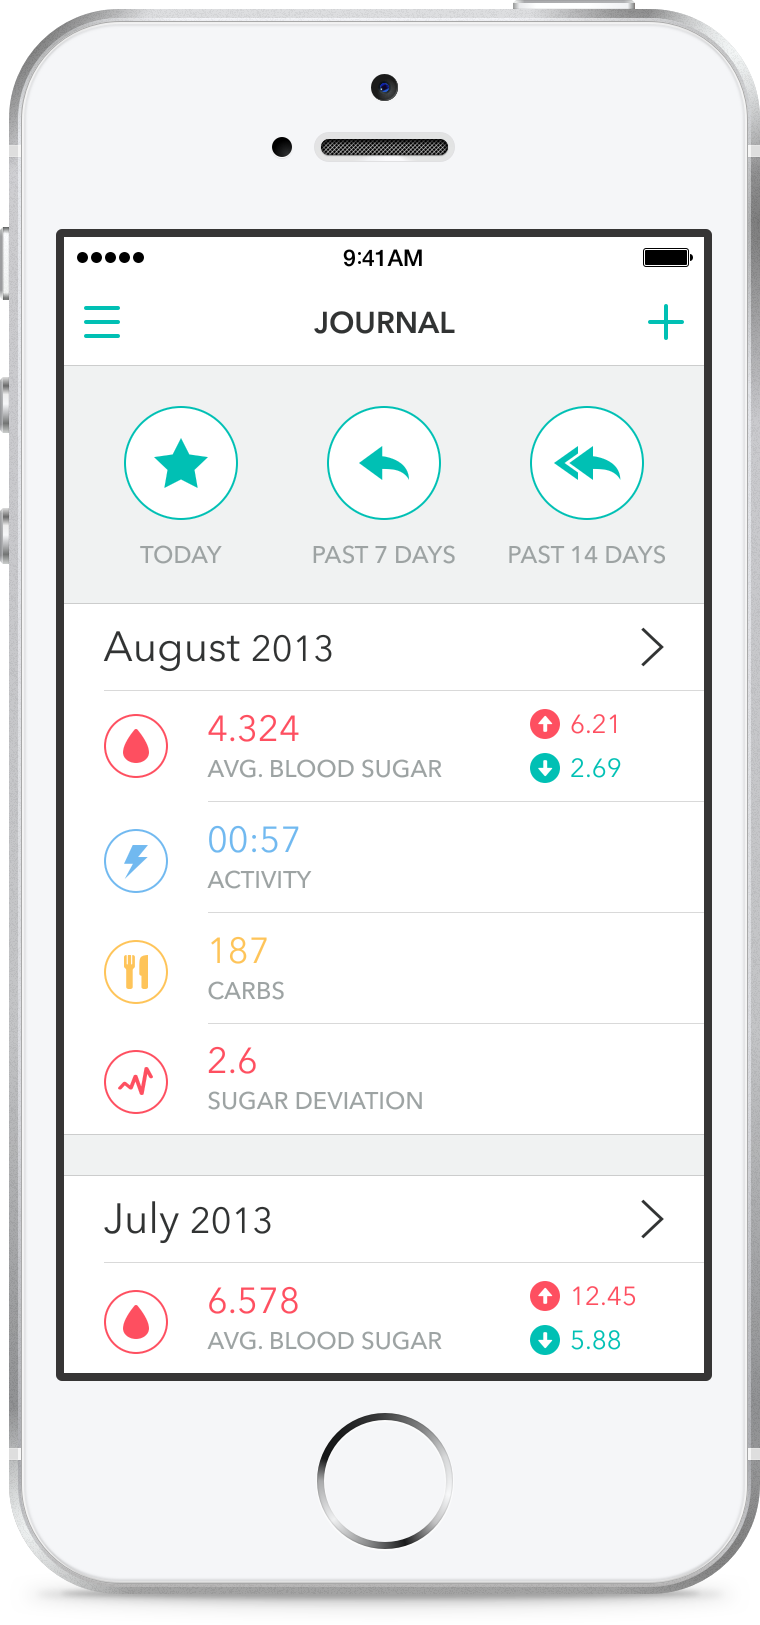 9:41AM
JOURNAL
TODAY
PAST 7 DAYS
PAST 14 DAYS
August 2013
4.324
6.21
AVG. BLOOD SUGAR
2.69
00:57
ACTIVITY
187
CARBS
2.6
SUGAR DEVIATION
July 2013
6.578
12.45
AVG. BLOOD SUGAR
5.88